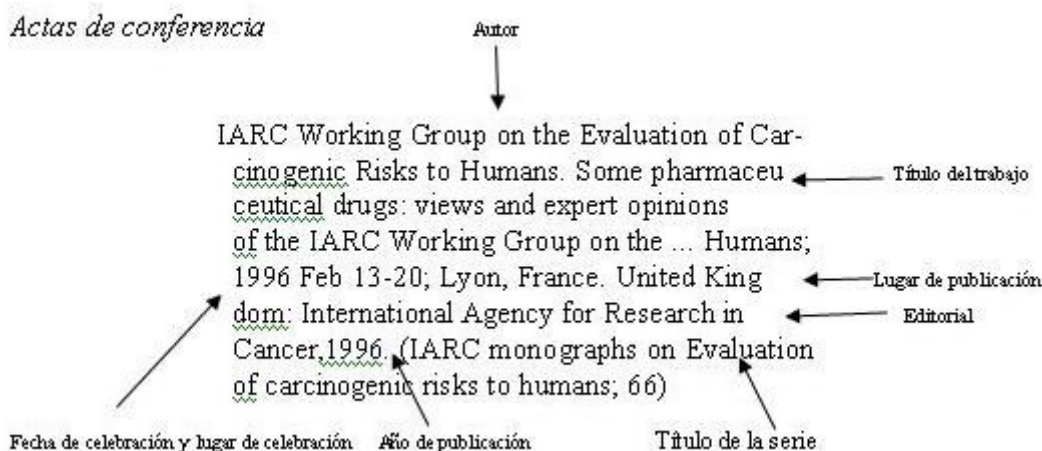 Actas de conferencia
Autor
IARC Working Group on the Evaluation of Car-
cinogenic Risks to Humans. Some pharmaceu
Título del trabajo
ceutical drugs: views and expert opinions
of the IARC Working Group on the ... Humans;
1996 Feb 13-20; Lyon, France. United King
Lugar de publicación
dom: International Agency for Research in
Editorial
Cancer,1996. (IARC monographs on Evaluation
of carcinogenic risks to humans; 66)
Fecha de celebración y lugar de celebración
Año de publicación
Título de la serie